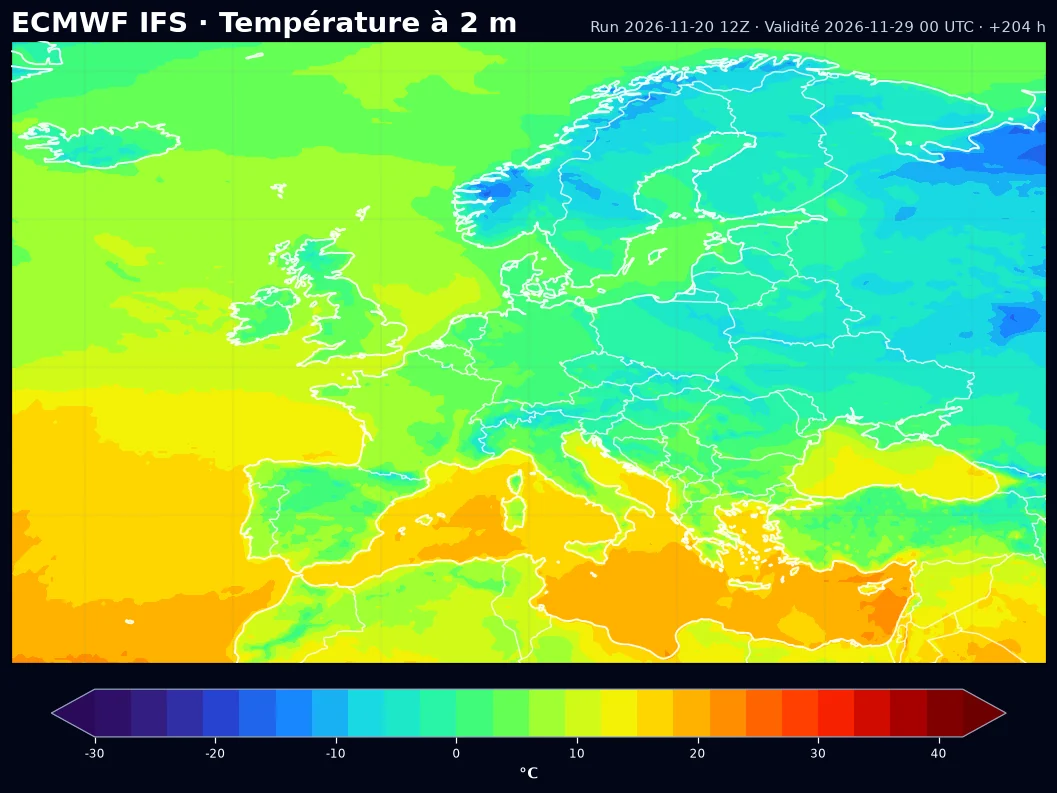 ECMWF IFS · Température à 2 m
Run 2026-11-20 12Z · Validité 2026-11-29 00 UTC · +204 h
-30 -20 -10 0 10 20 30 40
°C